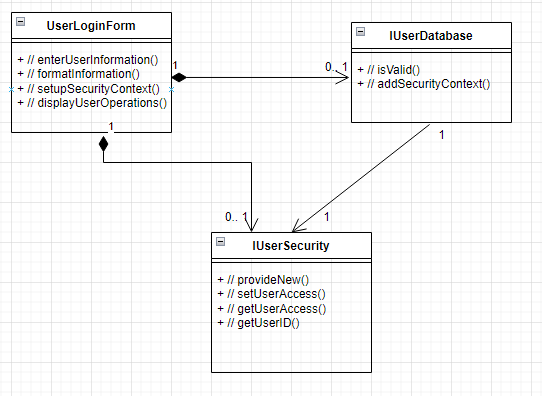 UserLoginForm
+ // enterUserInformation()
+ // formatInformation()
+ // setupSecurityContext()
+ // displayUserOperations()
1
0.. 1
IUserDatabase
+ // isValid()
+ // addSecurityContext()
1
1
0.. 1
1
IUserSecurity
+ // provideNew()
+ // setUserAccess()
+ // getUserAccess()
+ // getUserID()